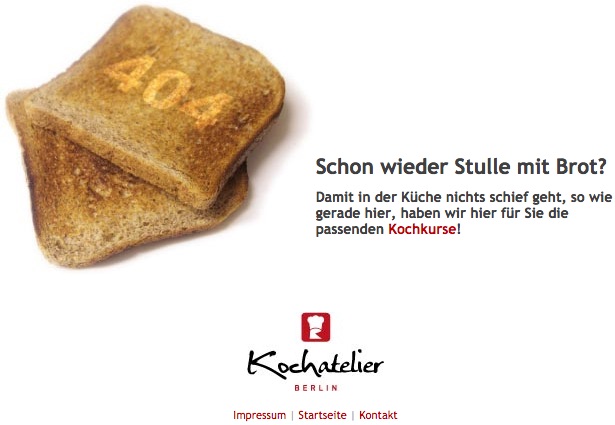 404
Schon wieder Stulle mit Brot?
Damit in der Küche nichts schief geht, so wie
gerade hier, haben wir hier für Sie die
passenden Kochkurse!
Kochatelier
BERLIN
Impressum | Startseite | Kontakt